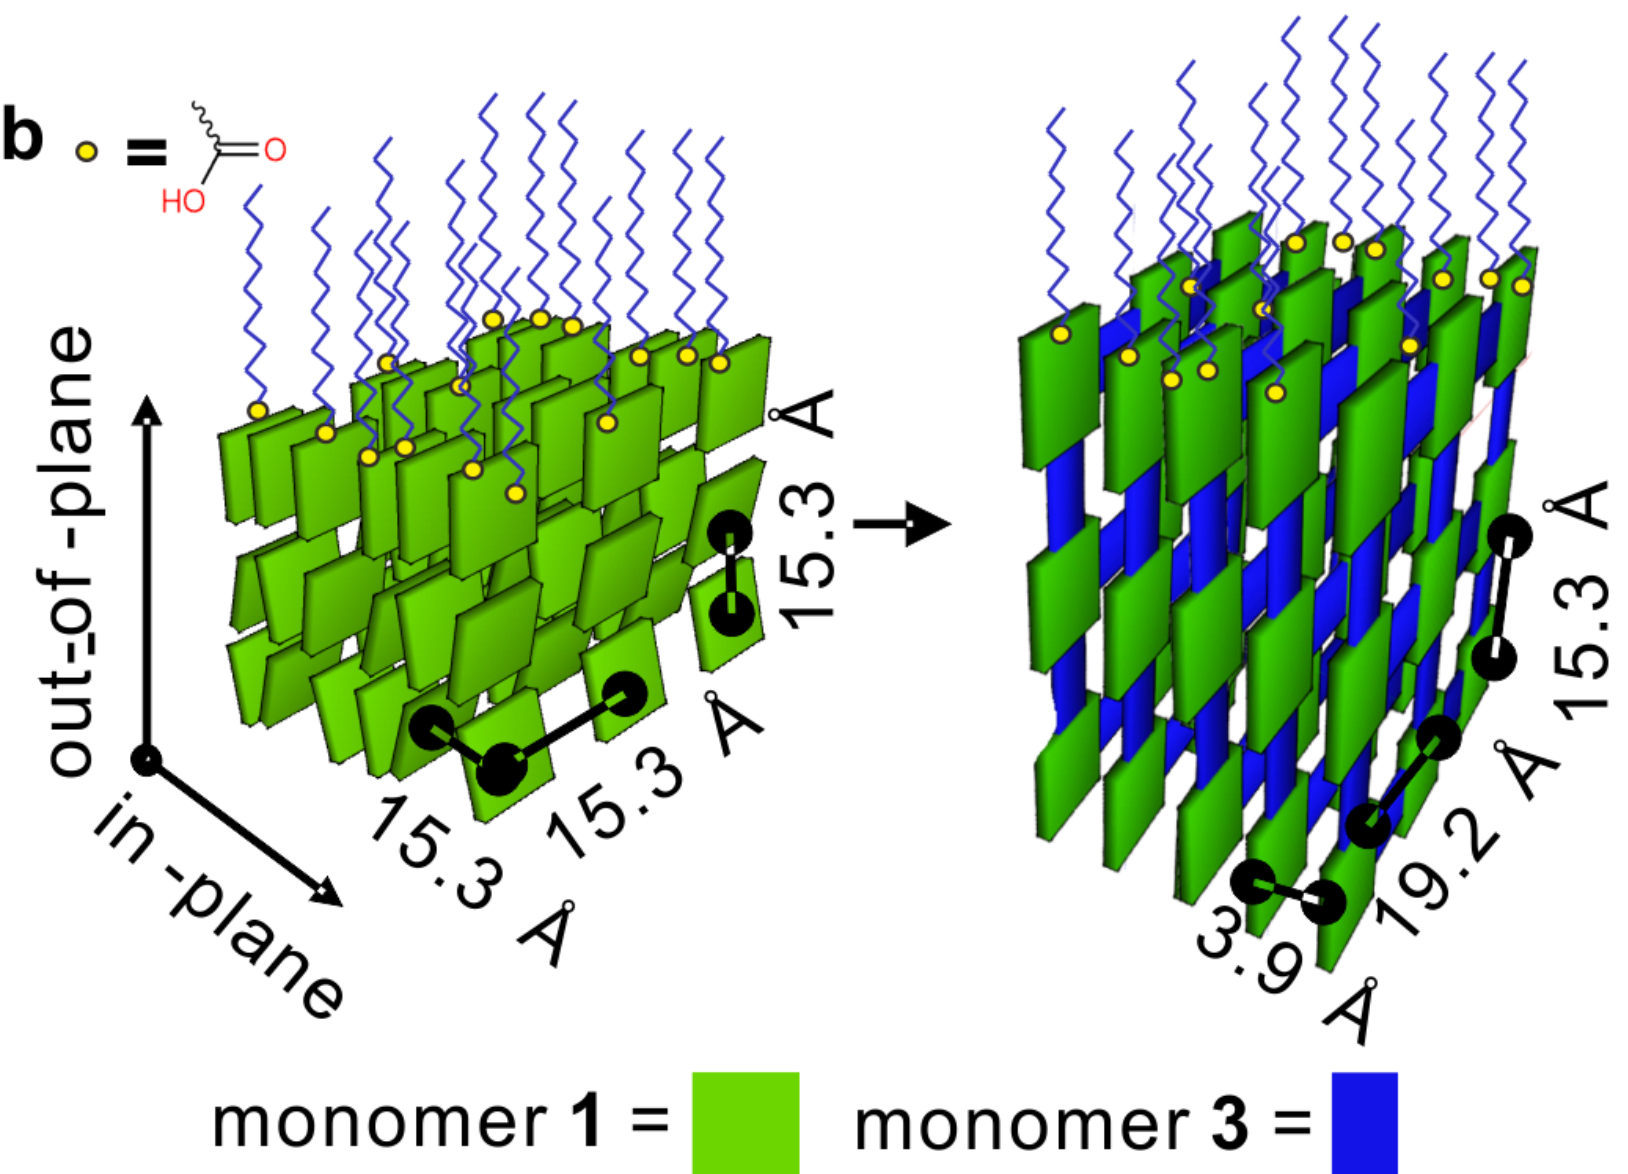 b
=
O
HO
out-of-plane
in-plane
15.3 Å
15.3 Å
15.3 Å
15.3 Å
19.2 Å
3.9 Å
monomer 1 =
monomer 3 =